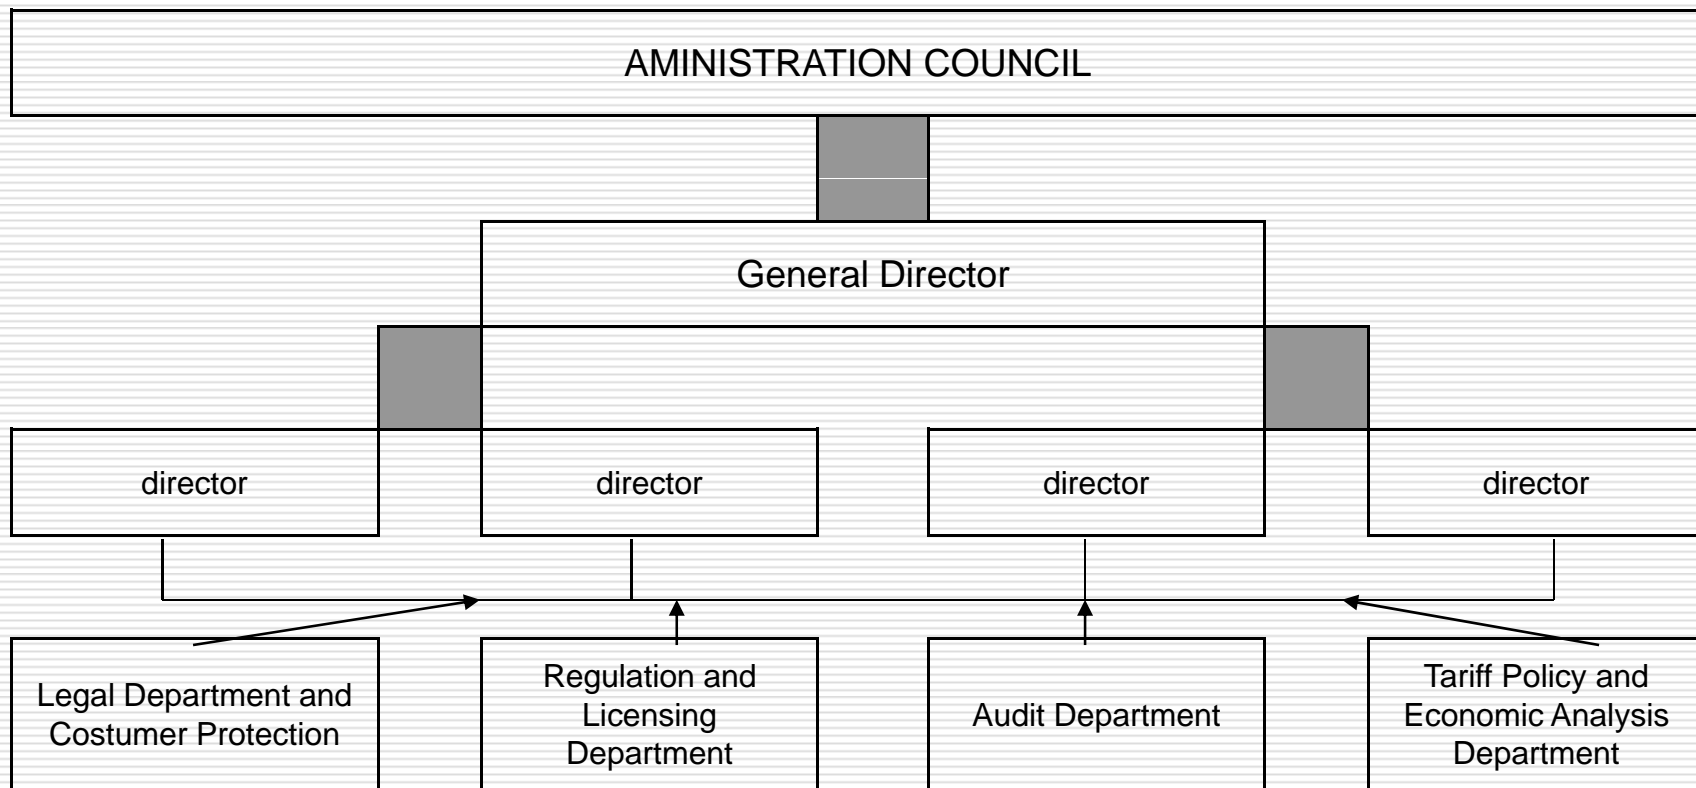 AMINISTRATION COUNCIL
General Director
director
director
director
director
Legal Department and
Costumer Protection
Regulation and
Licensing
Department
Audit Department
Tariff Policy and
Economic Analysis
Department